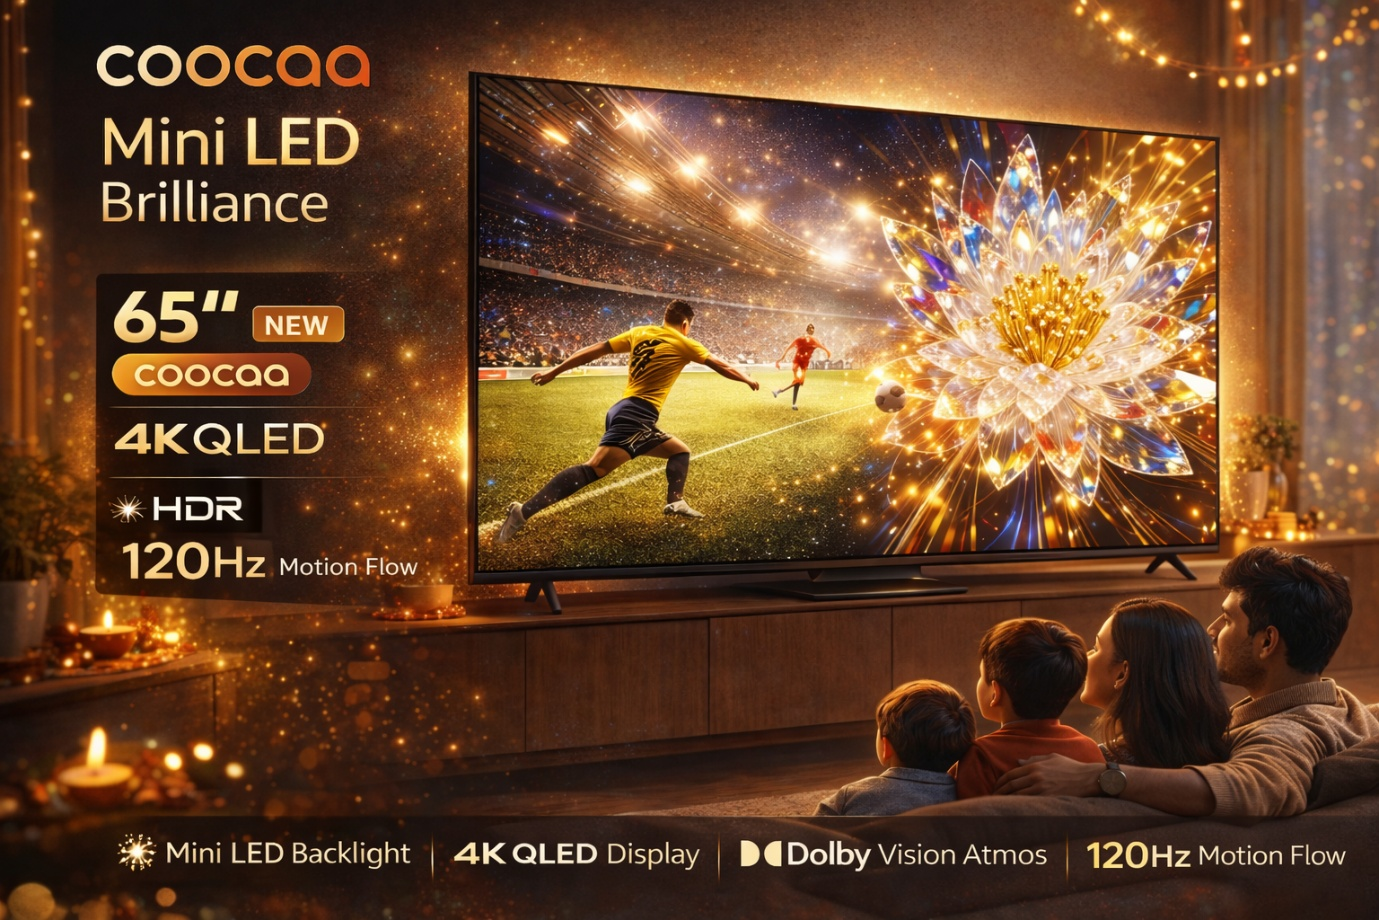 coocaa
Mini LED
Brilliance
65" NEW
coocaa
4K QLED
HDR
120Hz Motion Flow
Mini LED Backlight
4K QLED Display
Dolby Vision Atmos
120Hz Motion Flow